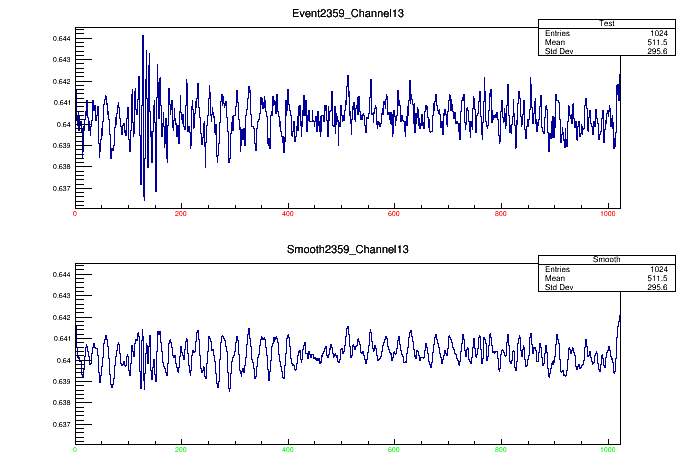 Event2359_Channel13
Test
Entries 1024
Mean 511.5
Std Dev 295.6
0.644
0.643
0.642
0.641
0.64
0.639
0.638
0.637
0 200 400 600 800 1000
Smooth2359_Channel13
Smooth
Entries 1024
Mean 511.5
Std Dev 295.6
0.644
0.643
0.642
0.641
0.64
0.639
0.638
0.637
0 200 400 600 800 1000